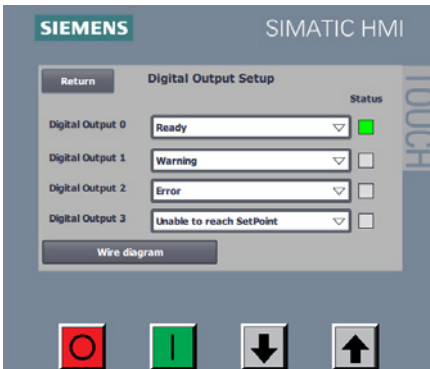 SIEMENS
SIMATIC HMI
TOUCH
Return
Digital Output Setup
Status
Digital Output 0
Ready
Digital Output 1
Warning
Digital Output 2
Error
Digital Output 3
Unable to reach SetPoint
Wire diagram